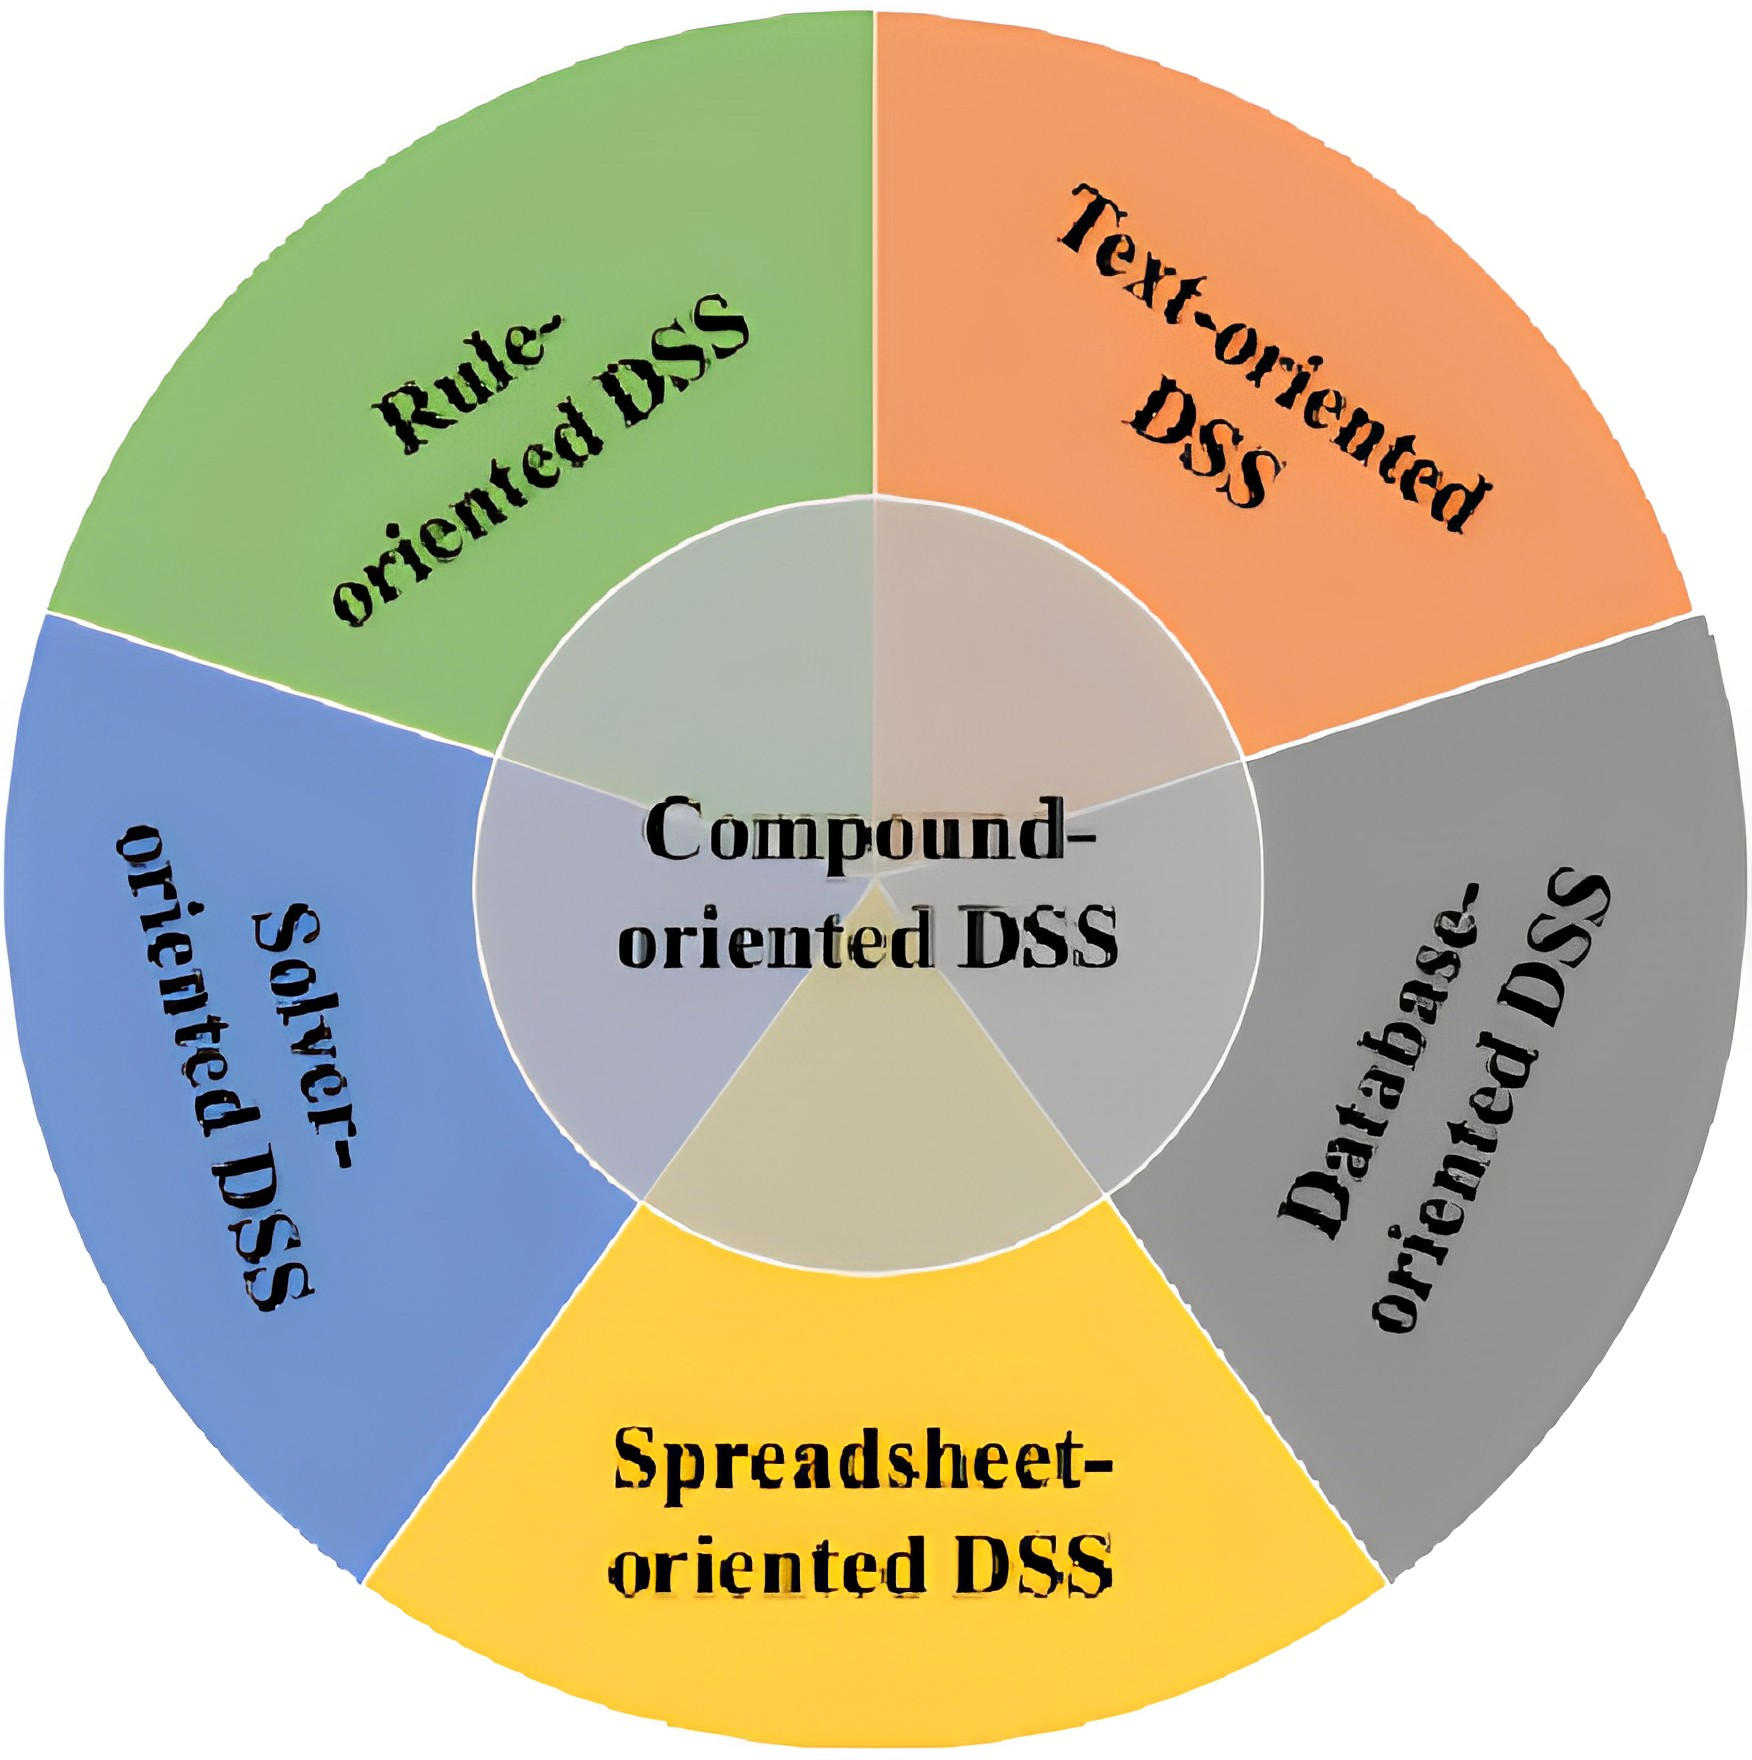 Rule-
oriented DSS
Text-oriented
DSS
Compound-
oriented DSS
Solver-
oriented DSS
Database-
oriented DSS
Spreadsheet-
oriented DSS